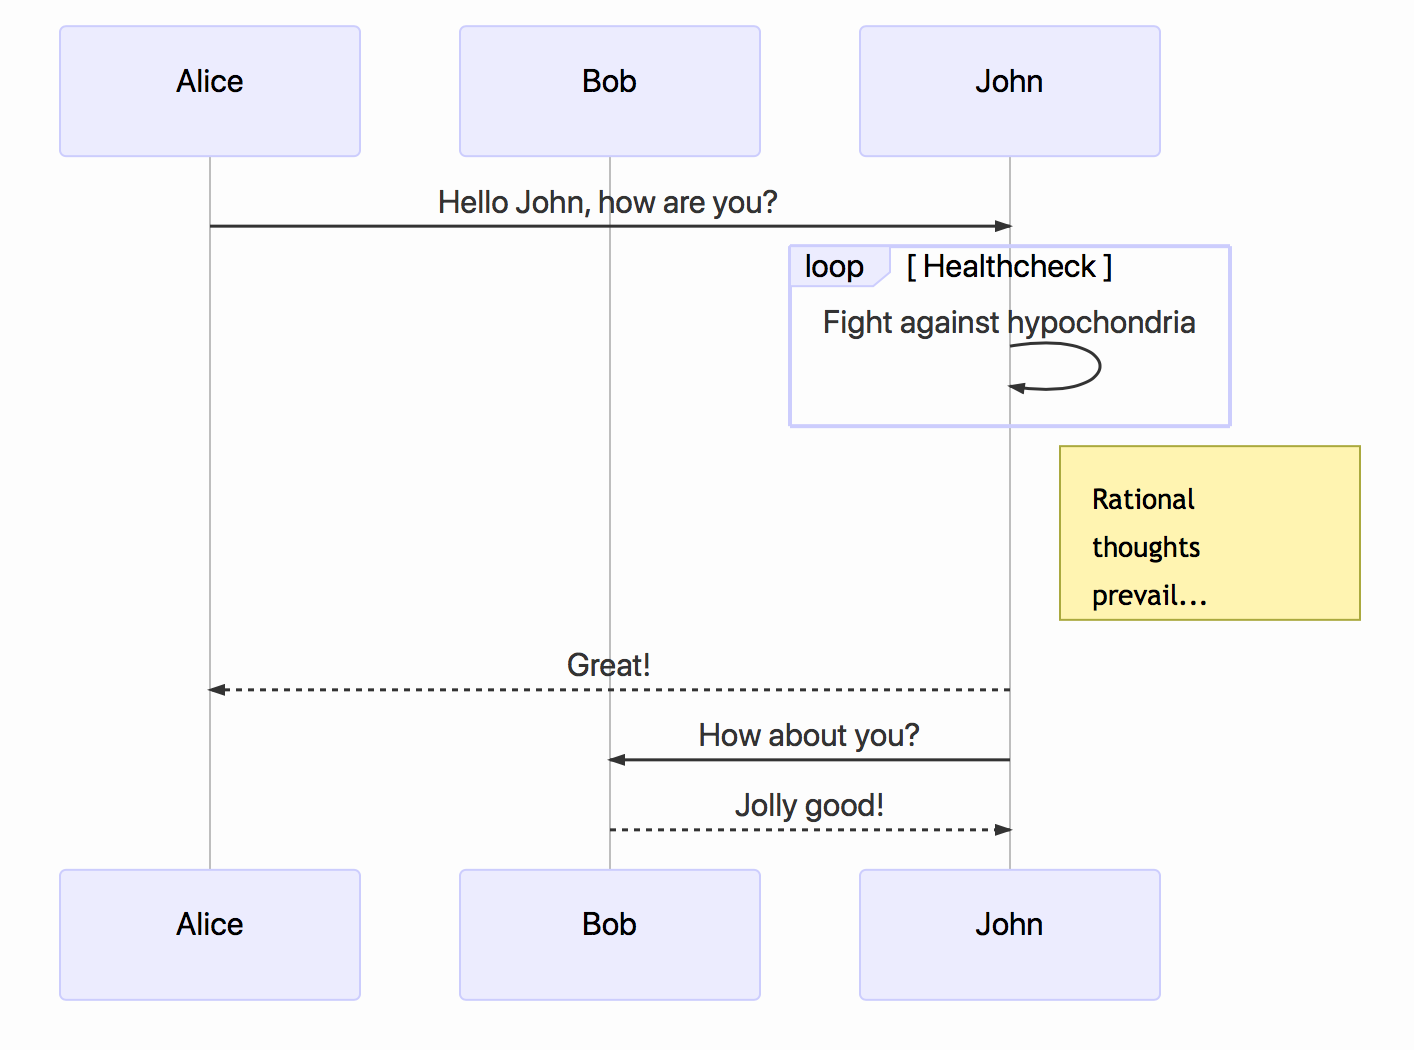 Alice
Bob
John
Hello John, how are you?
loop
[ Healthcheck ]
Fight against hypochondria
Rational
thoughts
prevail...
Great!
How about you?
Jolly good!
Alice
Bob
John